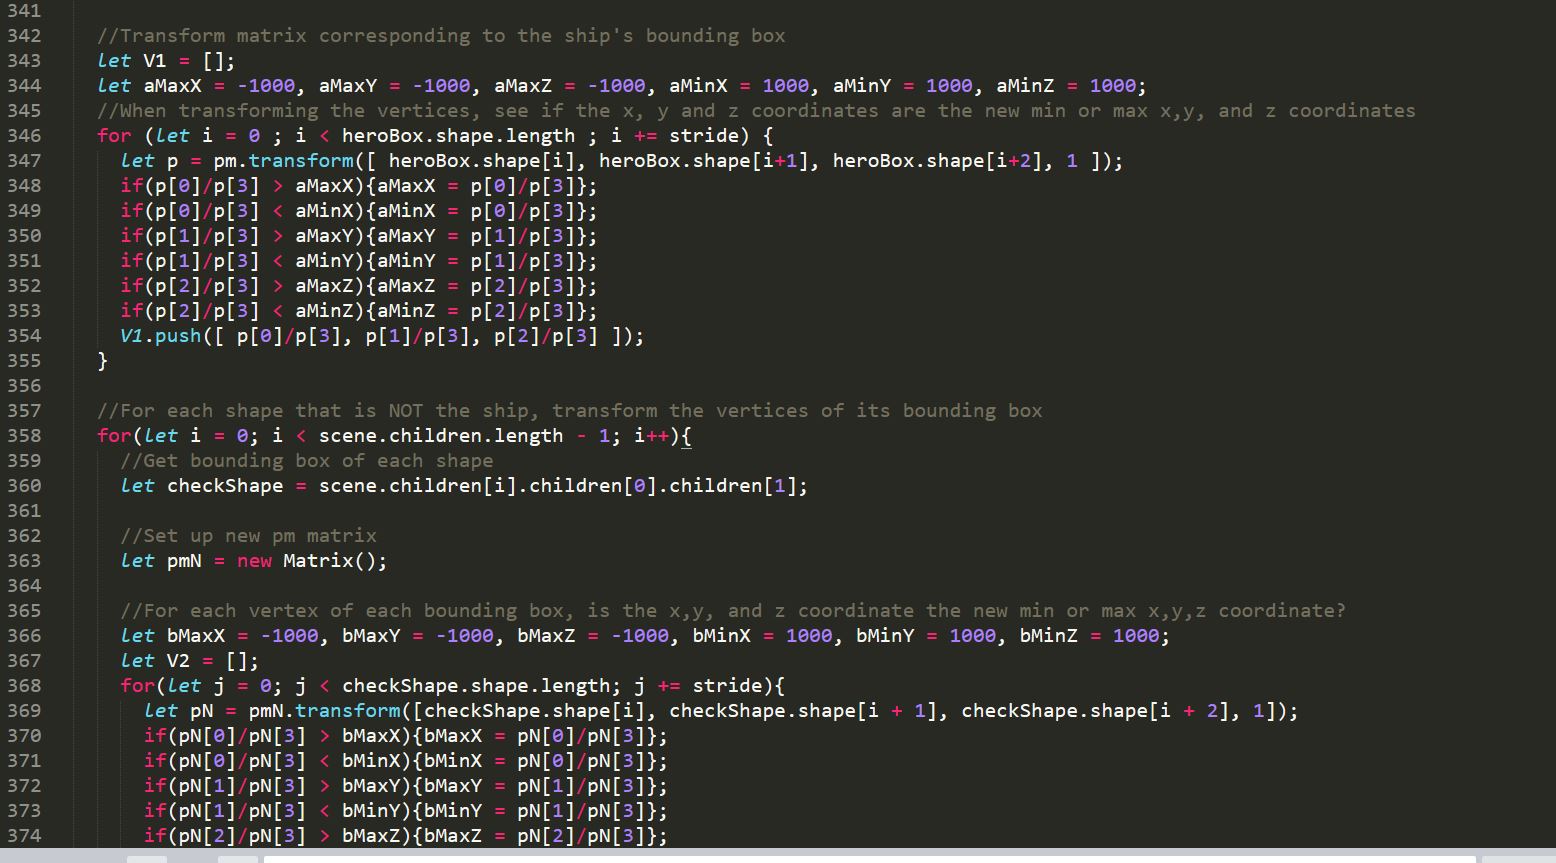 341
342 //Transform matrix corresponding to the ship's bounding box
343 let V1 = [];
344 let aMaxX = -1000, aMaxY = -1000, aMaxZ = -1000, aMinX = 1000, aMinY = 1000, aMinZ = 1000;
345 //When transforming the vertices, see if the x, y and z coordinates are the new min or max x,y, and z coordinates
346 for (let i = 0 ; i < heroBox.shape.length ; i += stride) {
347 let p = pm.transform([ heroBox.shape[i], heroBox.shape[i+1], heroBox.shape[i+2], 1 ]);
348 if(p[0]/p[3] > aMaxX){aMaxX = p[0]/p[3]};
349 if(p[0]/p[3] < aMinX){aMinX = p[0]/p[3]};
350 if(p[1]/p[3] > aMaxY){aMaxY = p[1]/p[3]};
351 if(p[1]/p[3] < aMinY){aMinY = p[1]/p[3]};
352 if(p[2]/p[3] > aMaxZ){aMaxZ = p[2]/p[3]};
353 if(p[2]/p[3] < aMinZ){aMinZ = p[2]/p[3]};
354 V1.push([ p[0]/p[3], p[1]/p[3], p[2]/p[3] ]);
355 }
356
357 //For each shape that is NOT the ship, transform the vertices of its bounding box
358 for(let i = 0; i < scene.children.length - 1; i++){
359 //Get bounding box of each shape
360 let checkShape = scene.children[i].children[0].children[1];
361
362 //Set up new pm matrix
363 let pmN = new Matrix();
364
365 //For each vertex of each bounding box, is the x,y, and z coordinate the new min or max x,y,z coordinate?
366 let bMaxX = -1000, bMaxY = -1000, bMaxZ = -1000, bMinX = 1000, bMinY = 1000, bMinZ = 1000;
367 let V2 = [];
368 for(let j = 0; j < checkShape.shape.length; j += stride){
369 let pN = pmN.transform([checkShape.shape[i], checkShape.shape[i + 1], checkShape.shape[i + 2], 1]);
370 if(pN[0]/pN[3] > bMaxX){bMaxX = pN[0]/pN[3]};
371 if(pN[0]/pN[3] < bMinX){bMinX = pN[0]/pN[3]};
372 if(pN[1]/pN[3] > bMaxY){bMaxY = pN[1]/pN[3]};
373 if(pN[1]/pN[3] < bMinY){bMinY = pN[1]/pN[3]};
374 if(pN[2]/pN[3] > bMaxZ){bMaxZ = pN[2]/pN[3]};